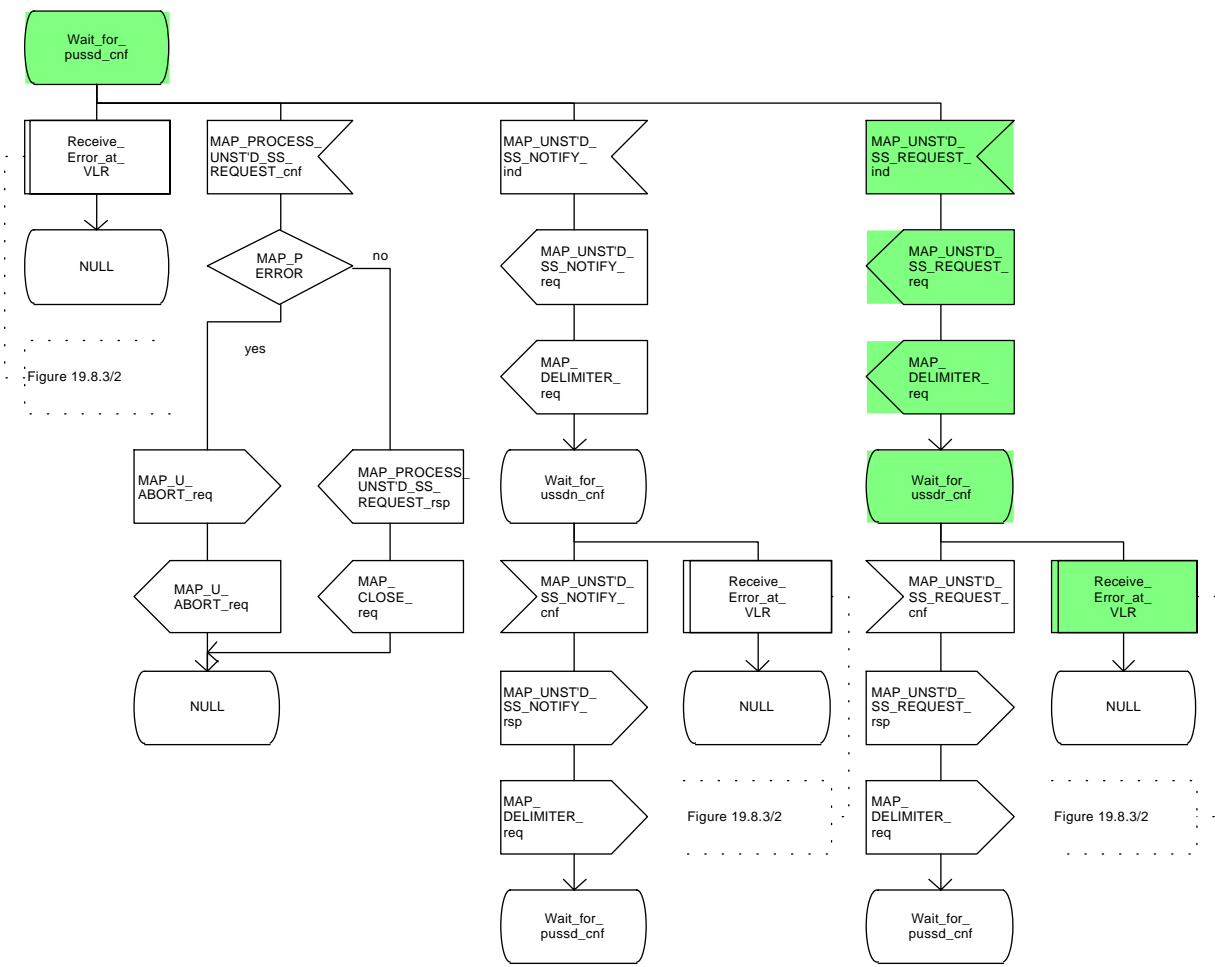 Wait_for_
pussd_cnf
Receive_
Error_at_
VLR
MAP_PROCESS_
UNST'D_SS_
REQUEST_cnf
MAP_UNST'D_
SS_NOTIFY_
ind
MAP_UNST'D_
SS_REQUEST_
ind
NULL
MAP_P
ERROR
no
yes
MAP_UNST'D_
SS_NOTIFY_
req
MAP_UNST'D_
SS_REQUEST_
req
Figure 19.8.3/2
MAP_
DELIMITER_
req
MAP_
DELIMITER_
req
MAP_U_
ABORT_req
MAP_PROCESS_
UNST'D_SS_
REQUEST_rsp
Wait_for_
ussdn_cnf
Wait_for_
ussdr_cnf
MAP_U_
ABORT_req
MAP_
CLOSE_
req
MAP_UNST'D_
SS_NOTIFY_
cnf
Receive_
Error_at_
VLR
MAP_UNST'D_
SS_REQUEST_
cnf
Receive_
Error_at_
VLR
NULL
MAP_UNST'D_
SS_NOTIFY_
rsp
NULL
MAP_UNST'D_
SS_REQUEST_
rsp
NULL
MAP_
DELIMITER_
req
Figure 19.8.3/2
MAP_
DELIMITER_
req
Figure 19.8.3/2
Wait_for_
pussd_cnf
Wait_for_
pussd_cnf